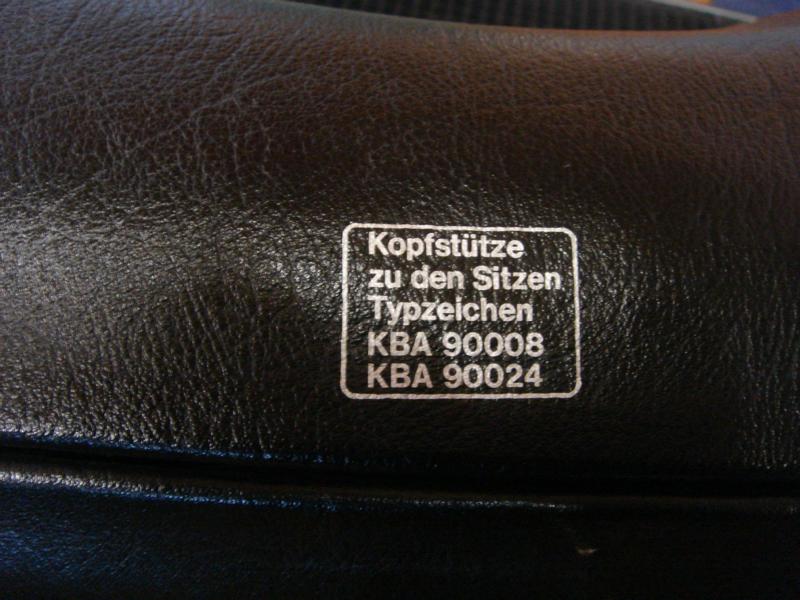 Kopfstütze
zu den Sitzen
Typzeichen
KBA 90008
KBA 90024